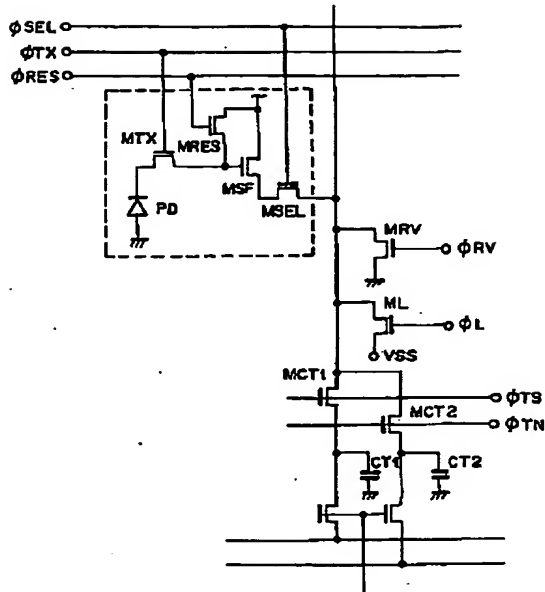 φSEL
φTX
φRES
MTX
MRES
MSF
MSEL
PD
MRV
φRV
ML
φL
VSS
MCT1
φTS
MCT2
φTN
CT1
CT2